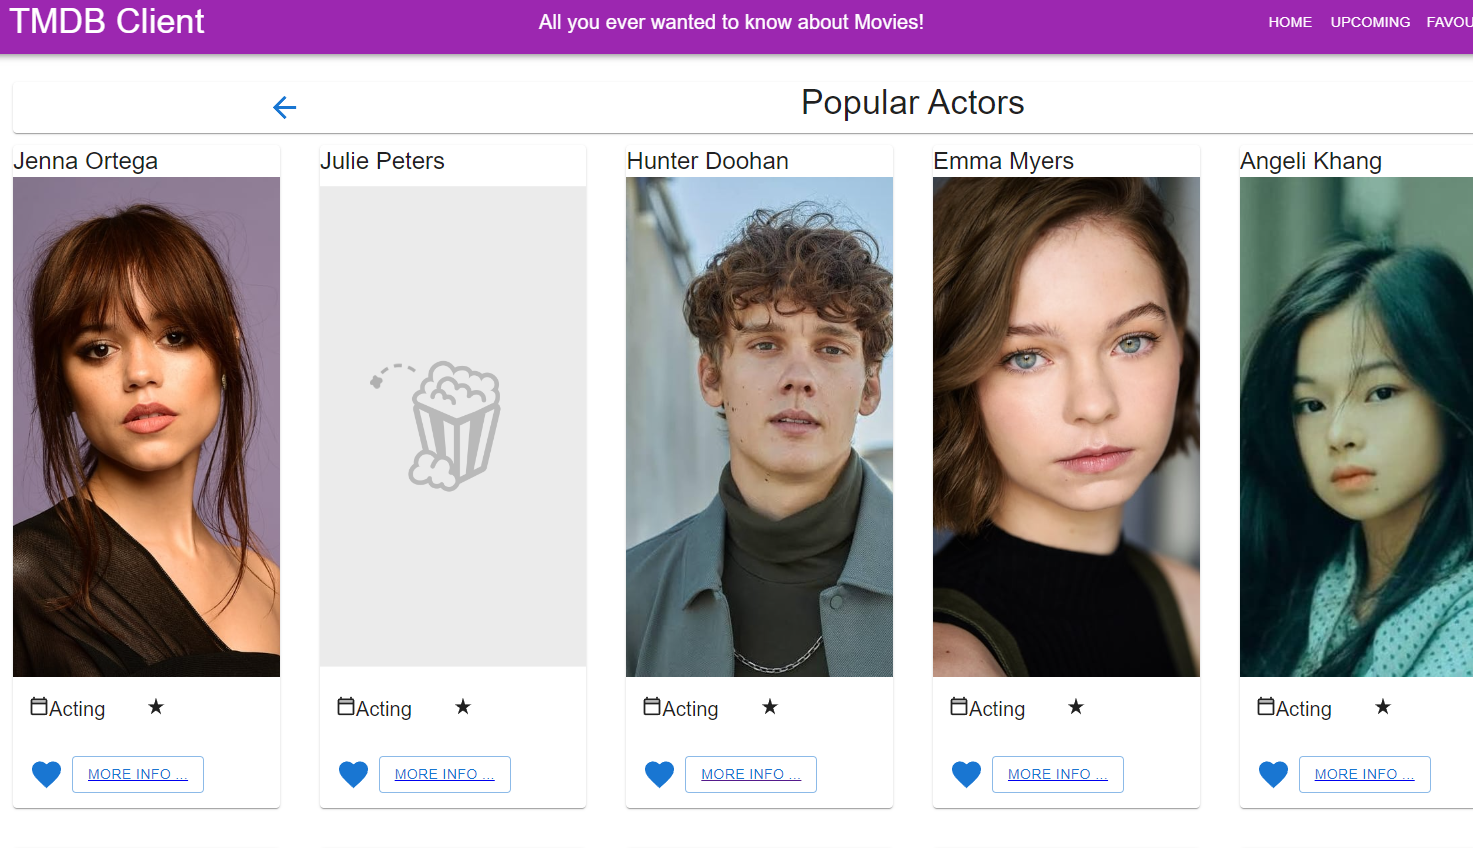 TMDB Client
All you ever wanted to know about Movies!
HOME UPCOMING FAVOU
Popular Actors
Jenna Ortega
Julie Peters
Hunter Doohan
Emma Myers
Angeli Khang
Acting
Acting
Acting
Acting
Acting
MORE INFO ...
MORE INFO ...
MORE INFO ...
MORE INFO ...
MORE INFO ...